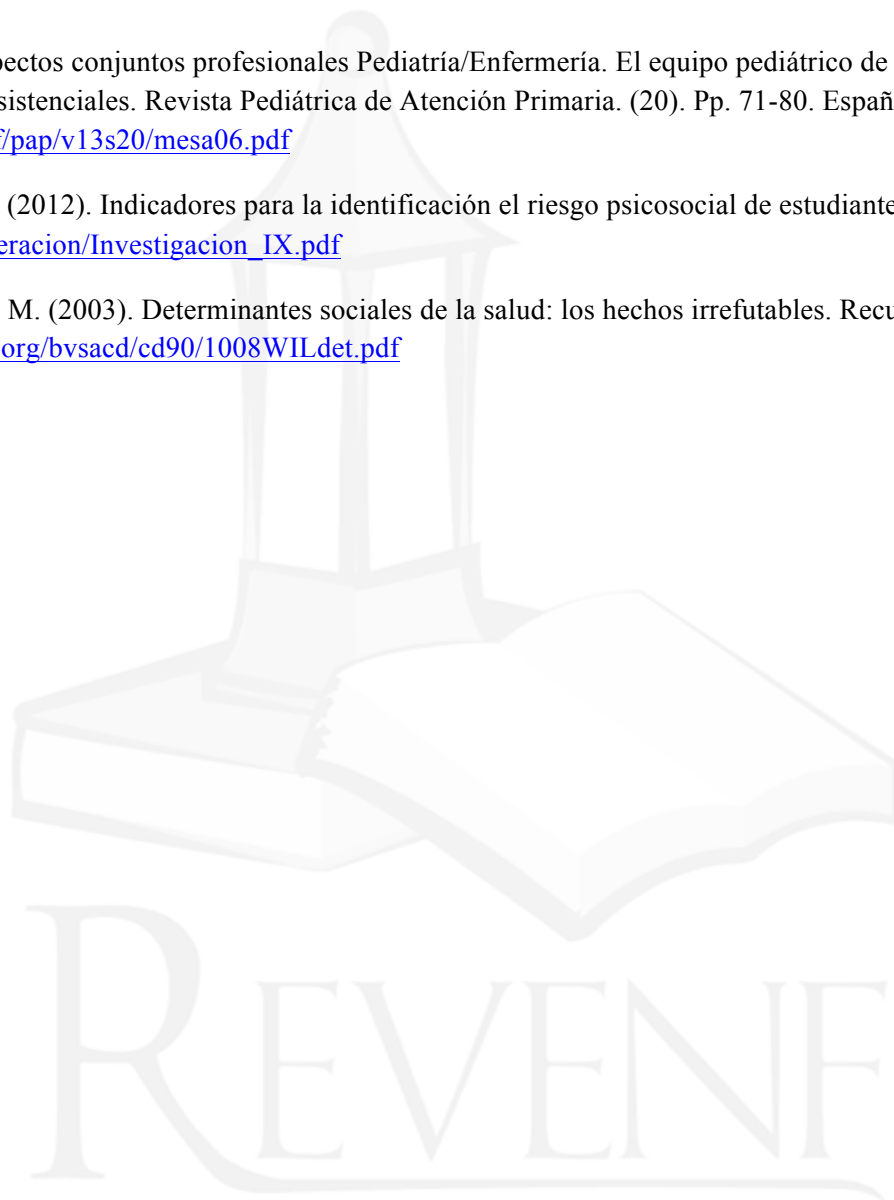 pectos conjuntos profesionales Pediatría/Enfermería. El equipo pediátrico de
sistenciales. Revista Pediátrica de Atención Primaria. (20). Pp. 71-80. Españ
f/pap/v13s20/mesa06.pdf
(2012). Indicadores para la identificación el riesgo psicosocial de estudiante
eracion/Investigacion_IX.pdf
M. (2003). Determinantes sociales de la salud: los hechos irrefutables. Recu
.org/bvsacd/cd90/1008WILdet.pdf
REVENF